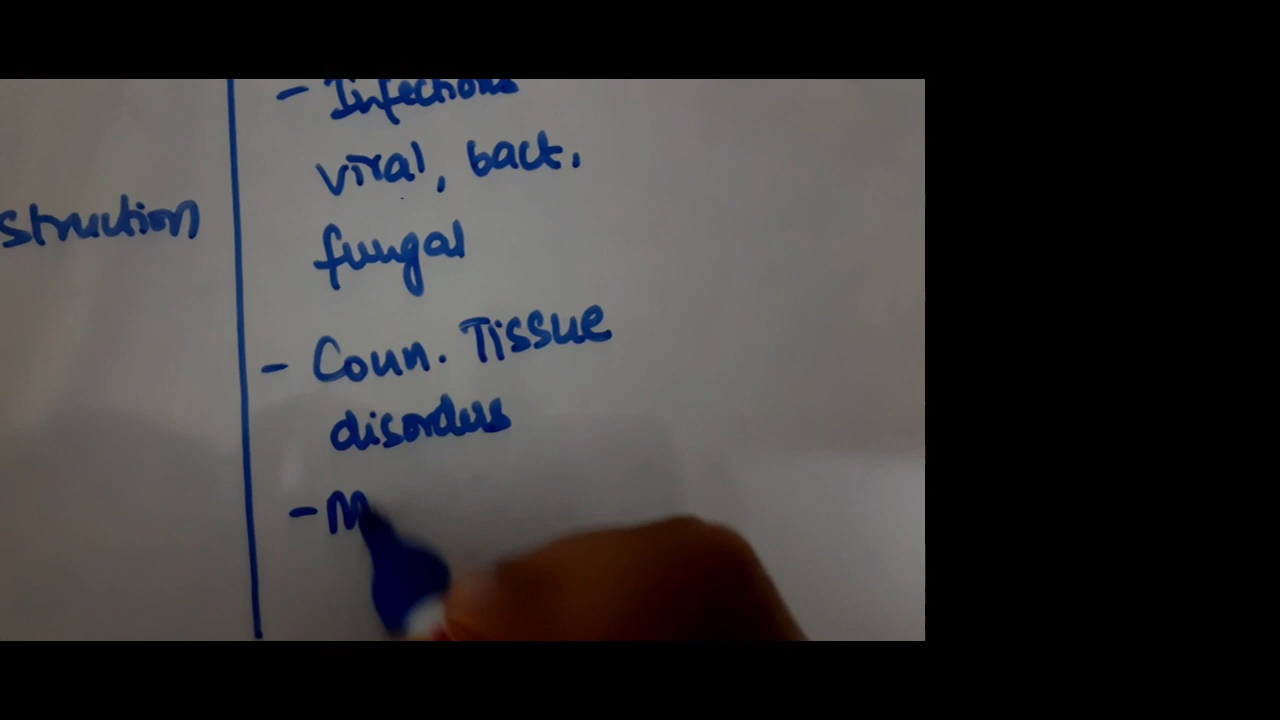 - Infections
viral, bact.
struction
fungal
- Conn. Tissue
disorders
- M